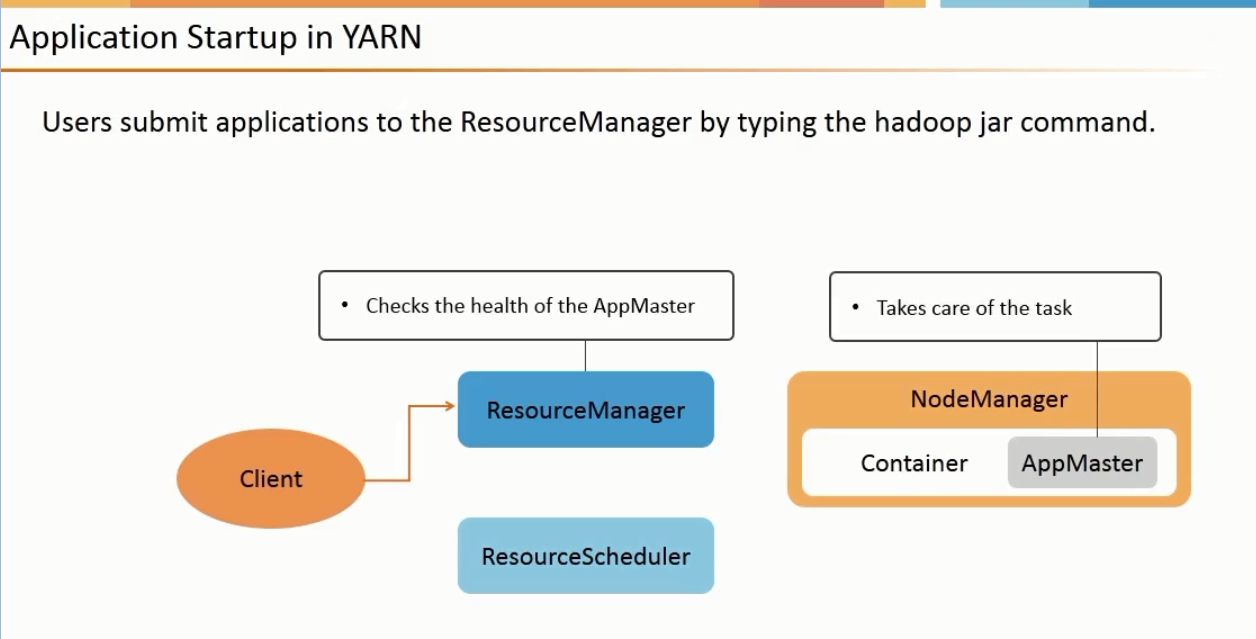 Application Startup in YARN
Users submit applications to the ResourceManager by typing the hadoop jar command.
• Checks the health of the AppMaster
• Takes care of the task
ResourceManager
NodeManager
Container
AppMaster
Client
ResourceScheduler